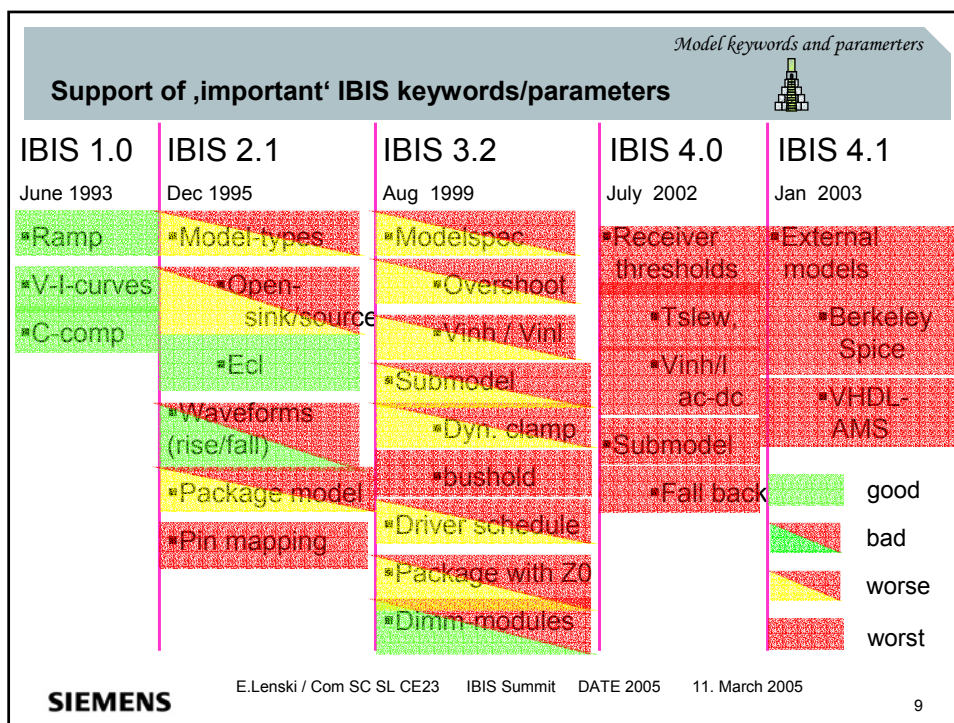 Model keywords and paramerters
Support of ‚important‘ IBIS keywords/parameters
IBIS 1.0
June 1993
▪Ramp
▪V-I-curves
▪C-comp
IBIS 2.1
Dec 1995
▪Model-types
▪Open-
sink/source
▪Ecl
▪Waveforms
(rise/fall)
▪Package model
▪Pin mapping
IBIS 3.2
Aug 1999
▪Modelspec
▪Overshoot
▪Vinh / Vinl
▪Submodel
▪Dyn. clamp
▪bushold
▪Driver schedule
▪Package with Z0
▪Dimm-modules
IBIS 4.0
July 2002
▪Receiver
thresholds
▪Tslew,
▪Vinh/l
ac-dc
▪Submodel
▪Fall back
IBIS 4.1
Jan 2003
▪External
models
▪Berkeley
Spice
▪VHDL-
AMS
good
bad
worse
worst
SIEMENS
E.Lenski / Com SC SL CE23 IBIS Summit DATE 2005 11. March 2005
9